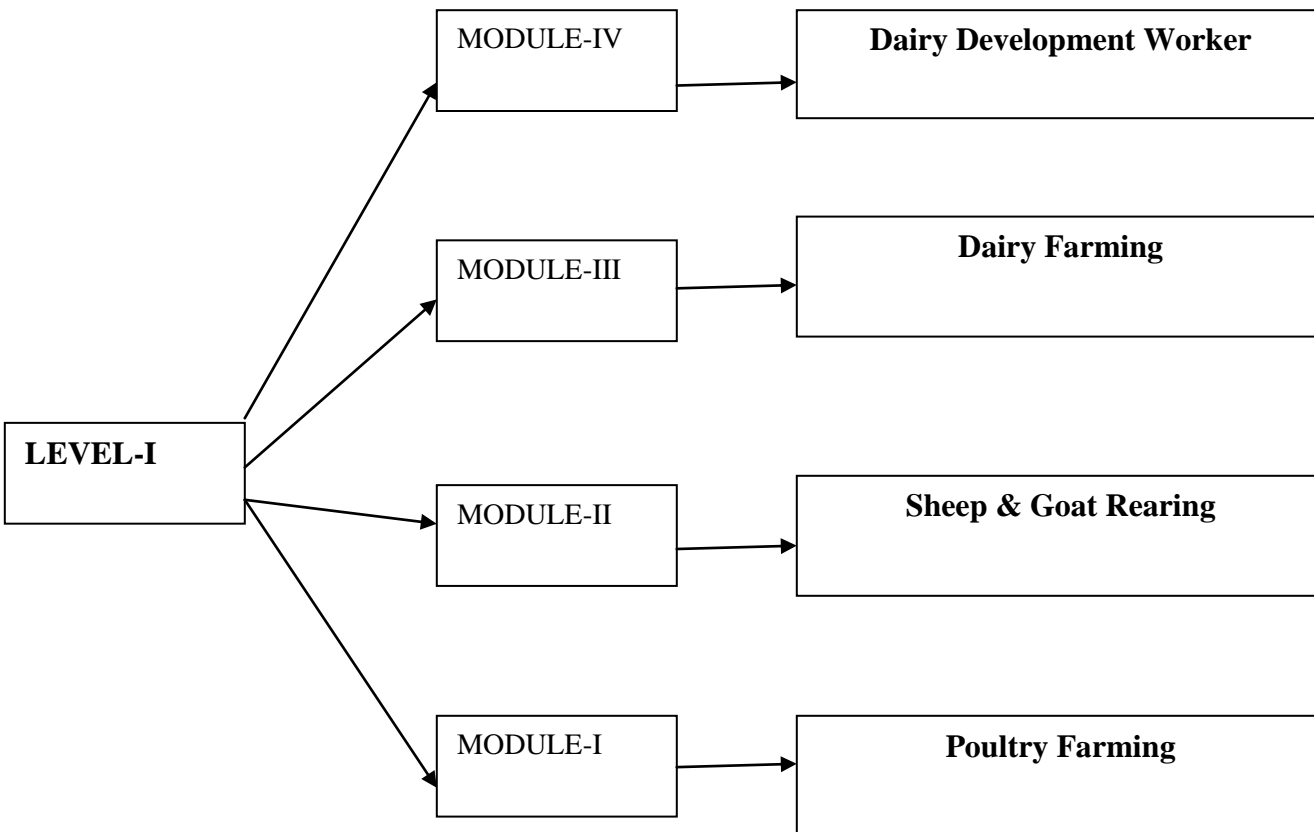 MODULE-IV
Dairy Development Worker
MODULE-III
Dairy Farming
LEVEL-I
MODULE-II
Sheep & Goat Rearing
MODULE-I
Poultry Farming